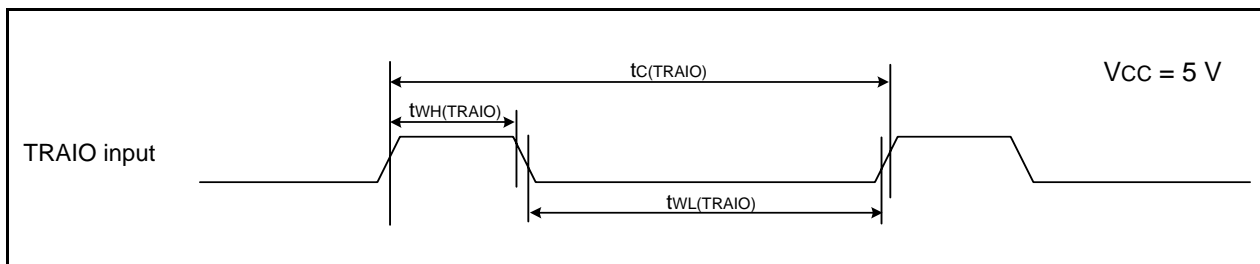 tC(TRAIO)
VCC = 5 V
tWH(TRAIO)
TRAIO input
tWL(TRAIO)